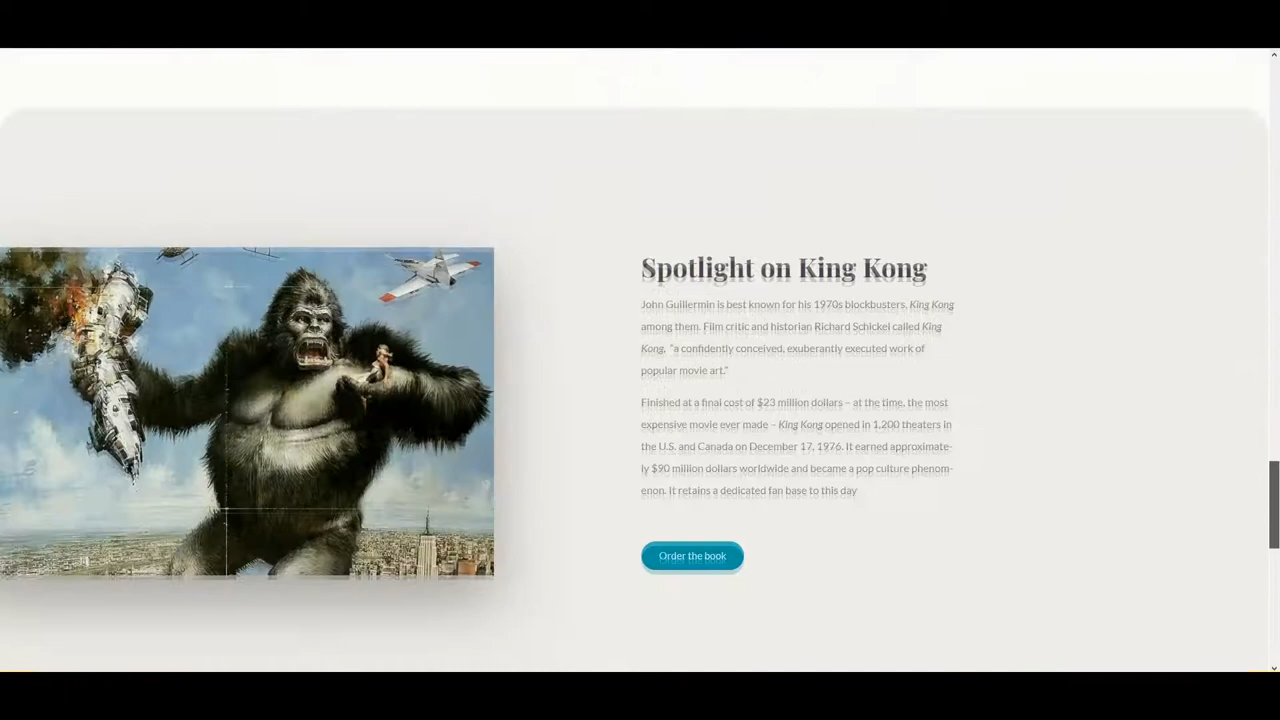 Spotlight on King Kong
John Guillermin is best known for his 1970s blockbusters, King Kong
among them. Film critic and historian Richard Schickel called King
Kong, "a confidently conceived, exuberantly executed work of
popular movie art."
Finished at a final cost of $23 million dollars – at the time, the most
expensive movie ever made – King Kong opened in 1,200 theaters in
the U.S. and Canada on December 17, 1976. It earned approximate-
ly $90 million dollars worldwide and became a pop culture phenom-
enon. It retains a dedicated fan base to this day
Order the book